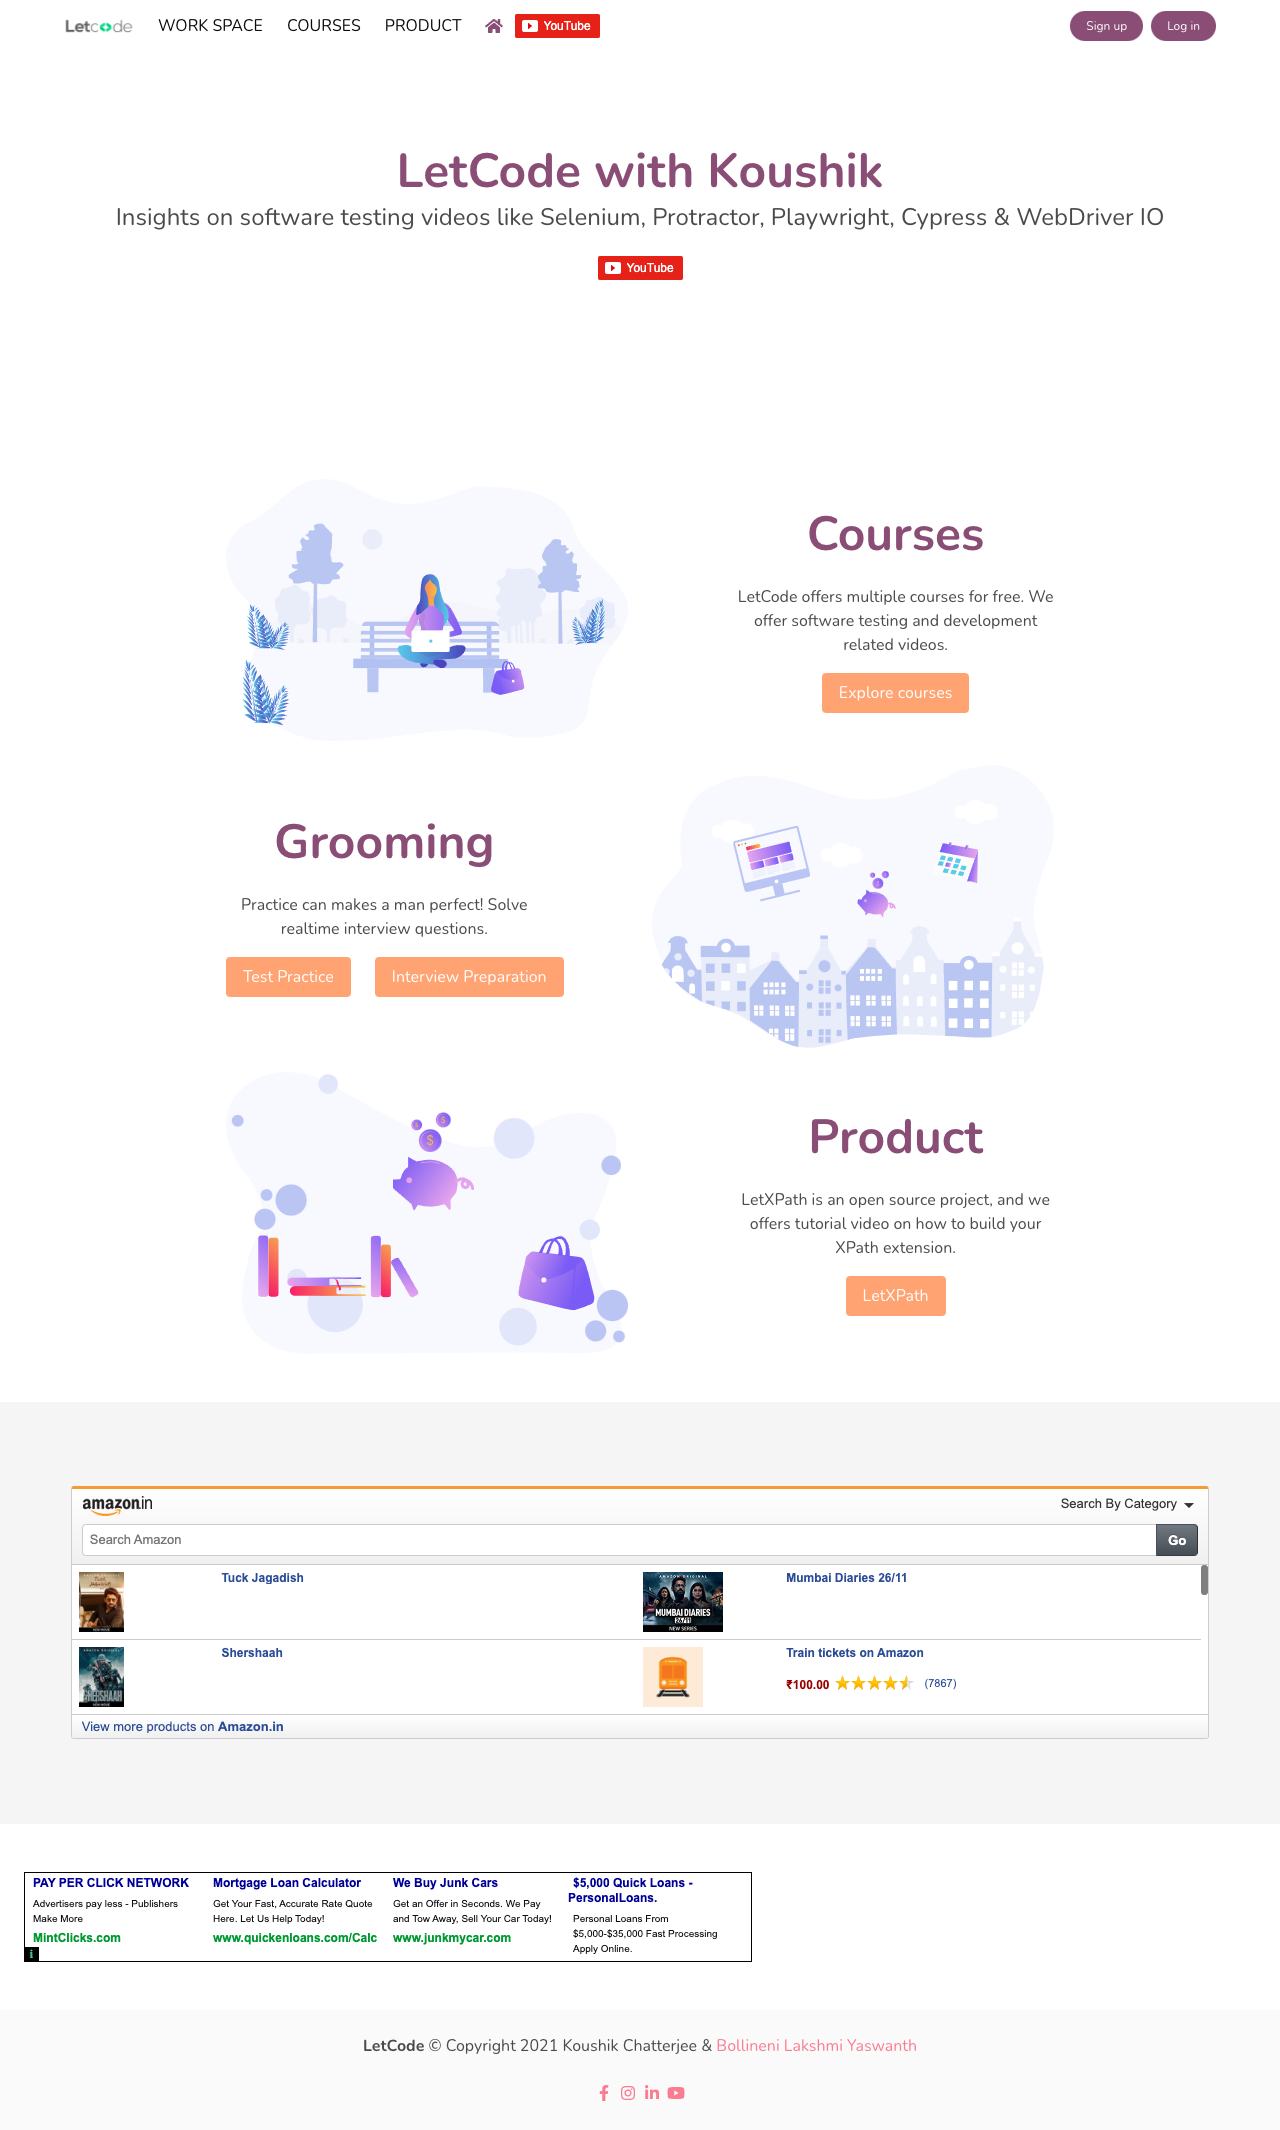 Letcode
WORK SPACE
COURSES
PRODUCT
YouTube
Sign up
Log in
LetCode with Koushik
Insights on software testing videos like Selenium, Protractor, Playwright, Cypress & WebDriver IO
YouTube
Courses
LetCode offers multiple courses for free. We
offer software testing and development
related videos.
Explore courses
Grooming
Practice can makes a man perfect! Solve
realtime interview questions.
Test Practice
Interview Preparation
Product
LetXPath is an open source project, and we
offers tutorial video on how to build your
XPath extension.
LetXPath
amazon.in
Search By Category
Search Amazon
Go
Tuck Jagadish
AMAZON ORIGINAL
MUMBAI DIARIES
26/11
NEW SERIES
Mumbai Diaries 26/11
Shershaah
Train tickets on Amazon
₹100.00
(7867)
View more products on Amazon.in
PAY PER CLICK NETWORK
Advertisers pay less - Publishers
Make More
MintClicks.com
Mortgage Loan Calculator
Get Your Fast, Accurate Rate Quote
Here. Let Us Help Today!
www.quickenloans.com/Calc
We Buy Junk Cars
Get an Offer in Seconds. We Pay
and Tow Away, Sell Your Car Today!
www.junkmycar.com
$5,000 Quick Loans -
PersonalLoans.
Personal Loans From
$5,000-$35,000 Fast Processing
Apply Online.
i
LetCode © Copyright 2021 Koushik Chatterjee & Bollineni Lakshmi Yaswanth